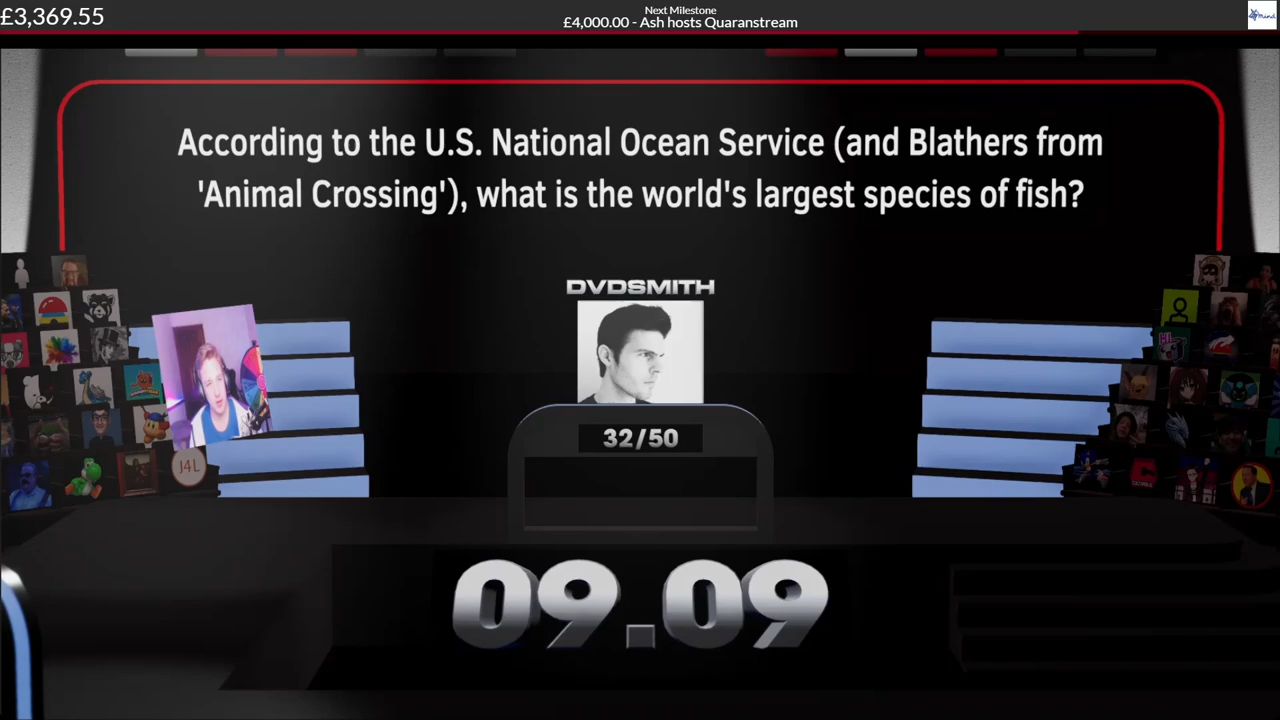 £3,369.55
Next Milestone
£4,000.00 - Ash hosts Quaranstream
mind
According to the U.S. National Ocean Service (and Blathers from
'Animal Crossing'), what is the world's largest species of fish?
DVDSMITH
32/50
J4L
09.09